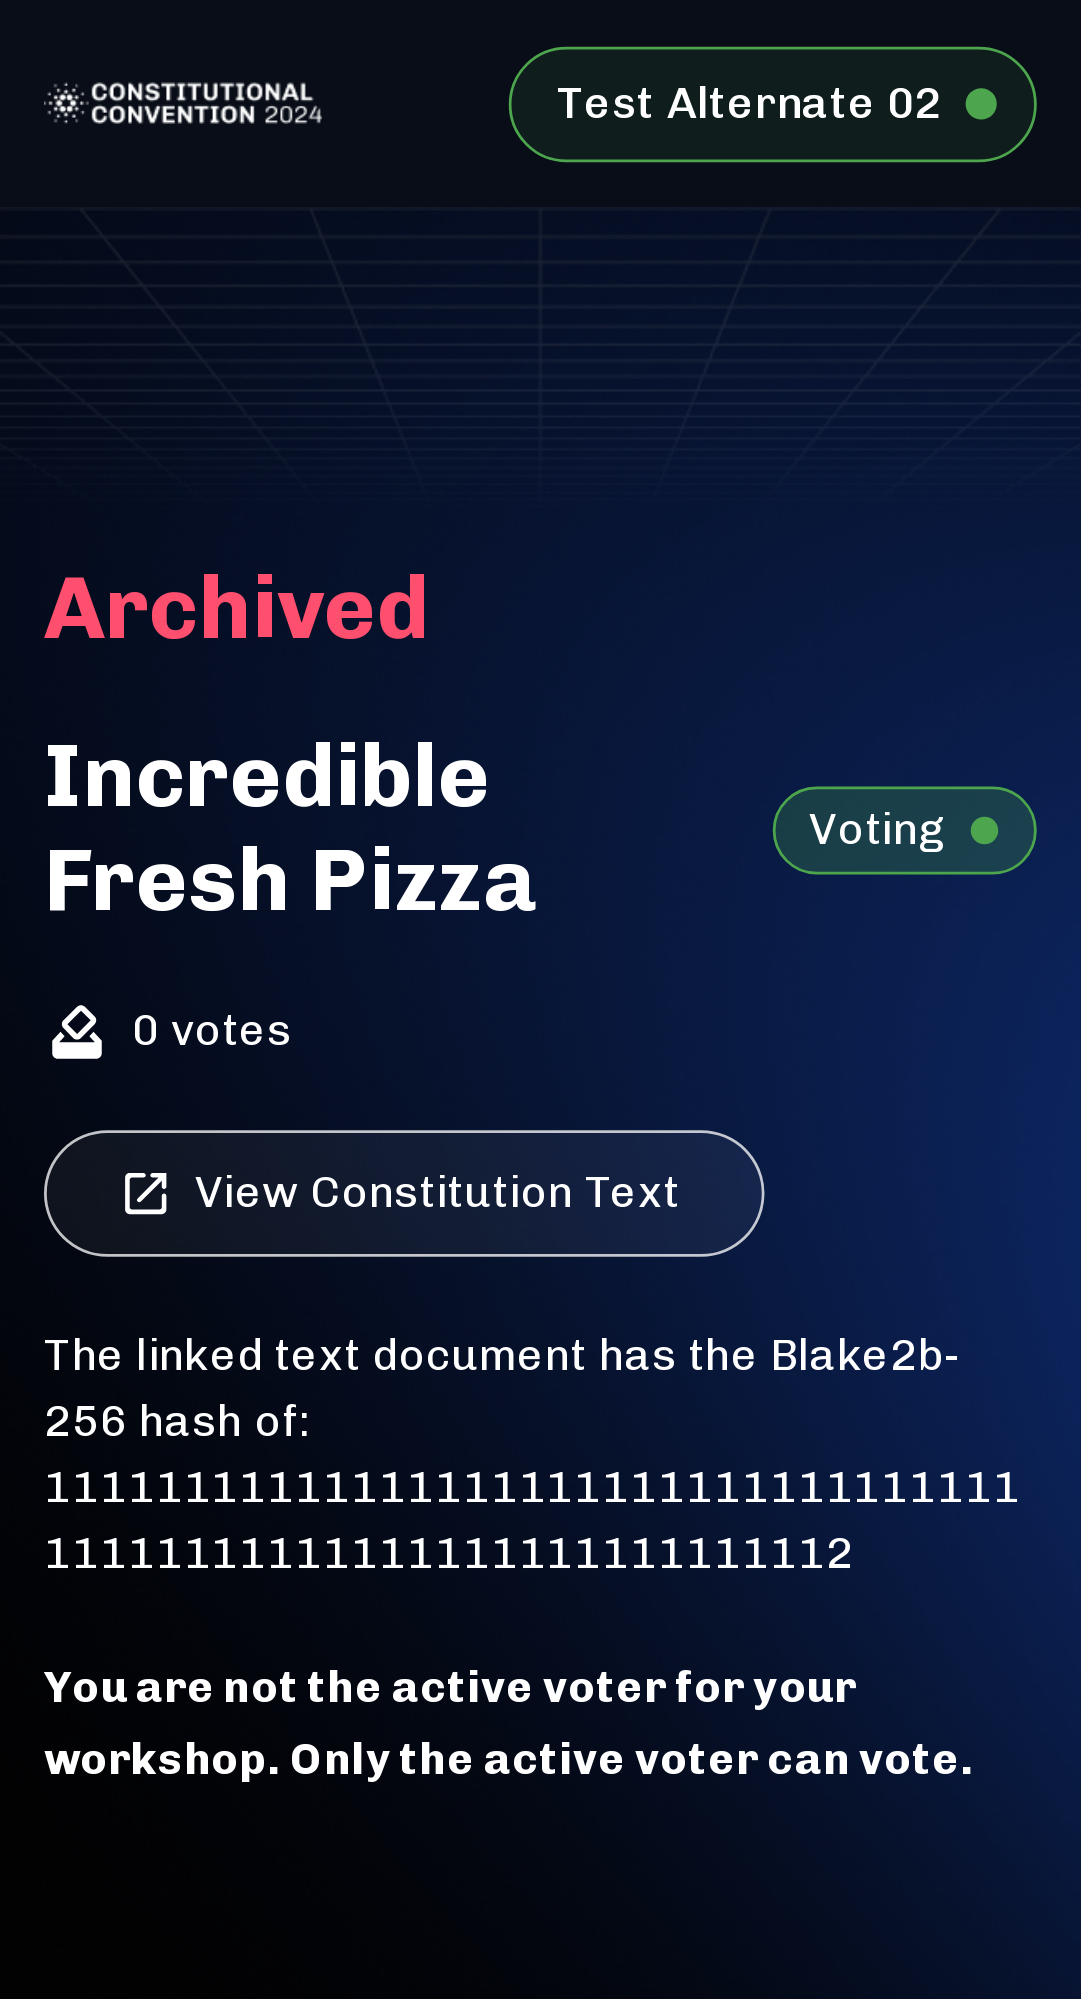 CONSTITUTIONAL
CONVENTION 2024
Test Alternate 02
Archived
Incredible
Fresh Pizza
Voting
0 votes
View Constitution Text
The linked text document has the Blake2b-
256 hash of:
11111111111111111111111111111111111
11111111111111111111111111112
You are not the active voter for your
workshop. Only the active voter can vote.